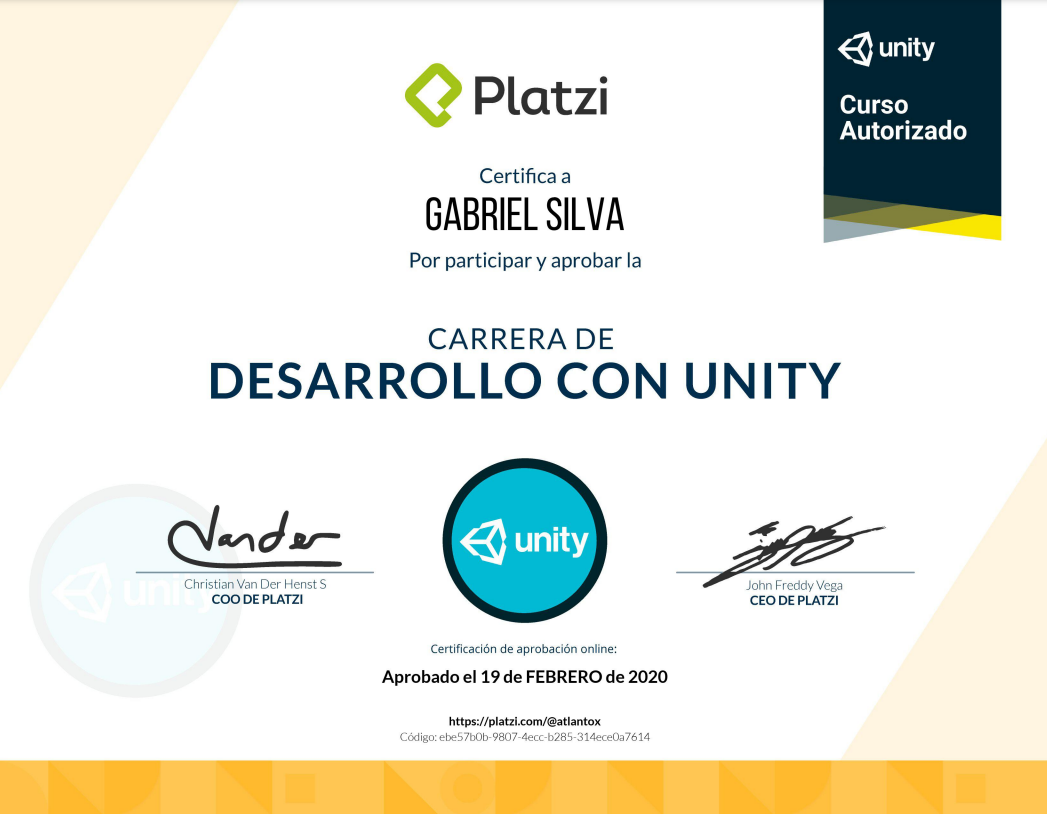 unity
Curso
Autorizado
Platzi
Certifica a
GABRIEL SILVA
Por participar y aprobar la
CARRERA DE
DESARROLLO CON UNITY
Vander
unity
unity
Christian Van Der Henst S
COO DE PLATZI
John Freddy Vega
CEO DE PLATZI
Certificación de aprobación online:
Aprobado el 19 de FEBRERO de 2020
https://platzi.com/@atlantox
Código: ebe57b0b-9807-4ecc-b285-314ece0a7614